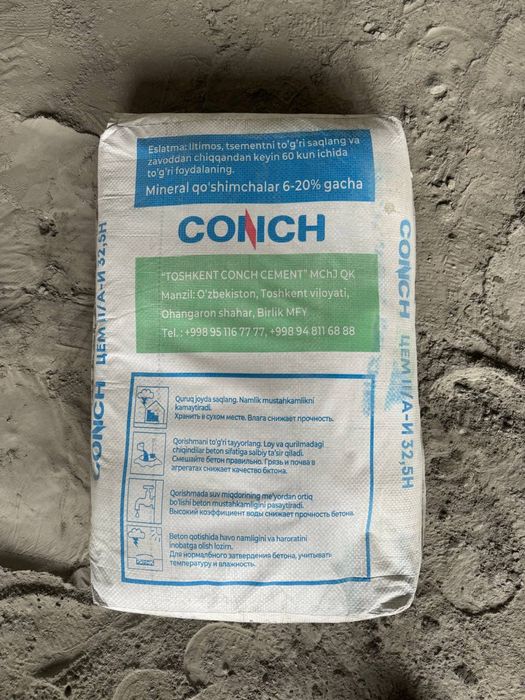 Eslatma: Iltimos, tsementni to'g'ri saqlang va
zavoddan chiqqandan keyin 60 kun ichida
to'g'ri foydalaning.
Mineral qo'shimchalar 6-20% gacha
CONCH
"TOSHKENT CONCH CEMENT" MChJ QK
Manzil: O'zbekiston, Toshkent viloyati,
Ohangaron shahar, Birlik MFY
Tel.: +998 95 116 77 77, +998 94 811 68 88
Quruq joyda saqlang. Namlik mustahkamlikni
kamaytiradi.
Хранить в сухом месте. Влага снижает прочность.
Qorishmani to'g'ri tayyorlang. Loy va qurilmadagi
chiqindilar beton sifatiga salbiy ta'sir qiladi.
Смешайте бетон правильно. Грязь и почва в
агрегатах снижает качество бктона.
Qorishmada suv miqdorining me'yordan ortiq
bo'lishi beton mustahkamligini pasaytiradi.
Высокий коэффициент воды снижает прочность бетона.
Beton qotishida havo namligini va haroratini
inobatga olish lozim.
Для нормалбного затвердения бетона, учитывать
температуру и влажность.
CONCH ЦЕМ II/А-И 32,5Н
CONCH ЦЕМ II/А-И 32,5Н